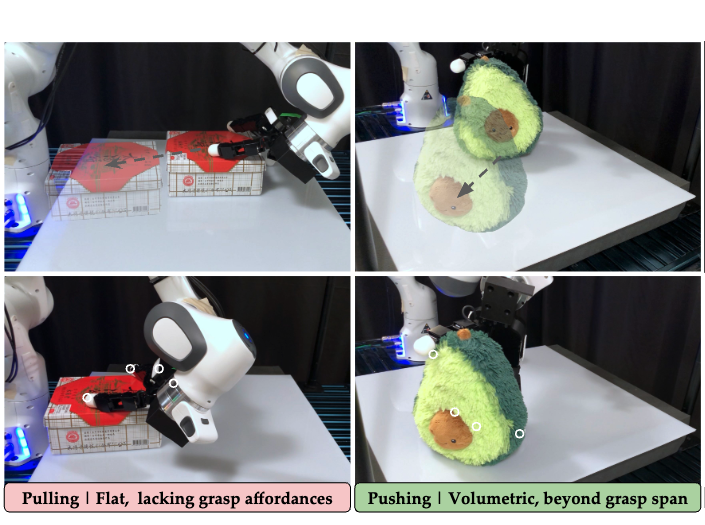 Pulling | Flat, lacking grasp affordances
Pushing | Volumetric, beyond grasp span